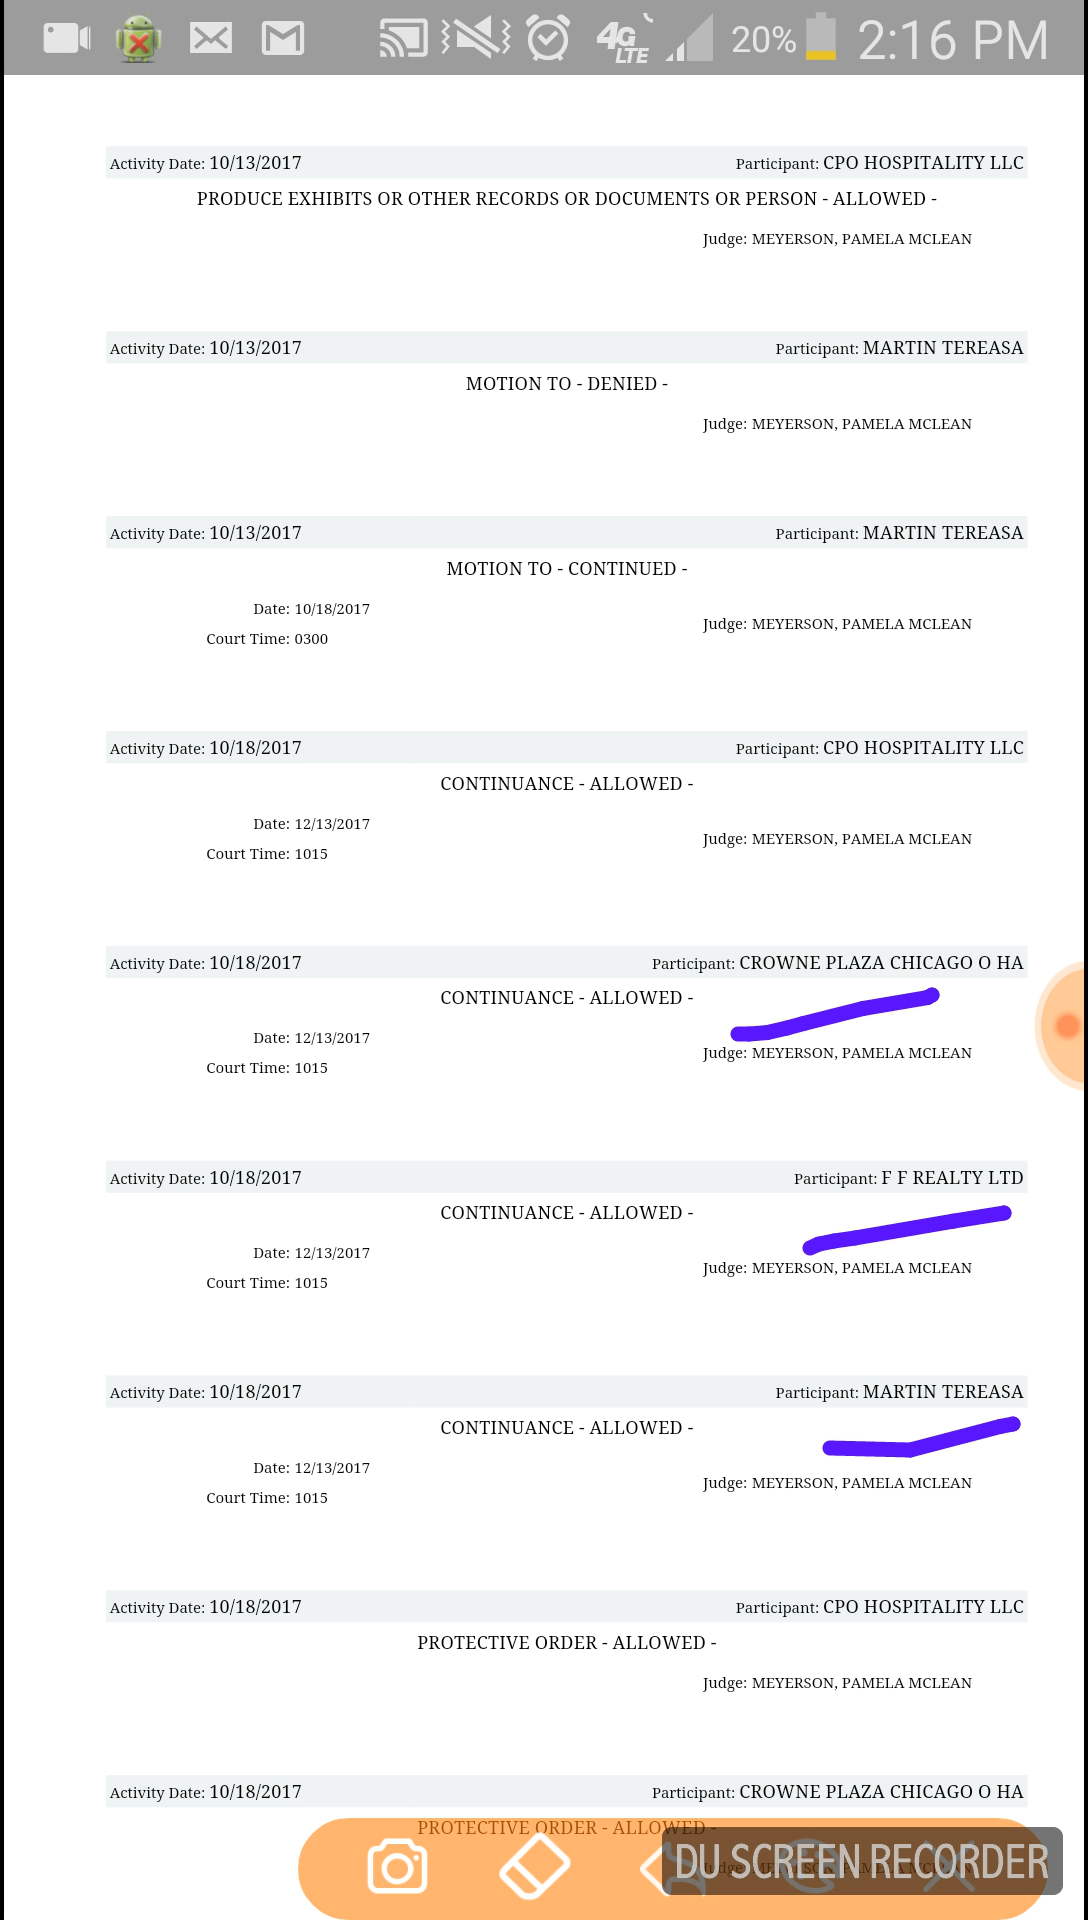 4G LTE 20% 2:16 PM
Activity Date: 10/13/2017 Participant: CPO HOSPITALITY LLC
PRODUCE EXHIBITS OR OTHER RECORDS OR DOCUMENTS OR PERSON - ALLOWED -
Judge: MEYERSON, PAMELA MCLEAN
Activity Date: 10/13/2017 Participant: MARTIN TEREASA
MOTION TO - DENIED -
Judge: MEYERSON, PAMELA MCLEAN
Activity Date: 10/13/2017 Participant: MARTIN TEREASA
MOTION TO - CONTINUED -
Date: 10/18/2017
Judge: MEYERSON, PAMELA MCLEAN
Court Time: 0300
Activity Date: 10/18/2017 Participant: CPO HOSPITALITY LLC
CONTINUANCE - ALLOWED -
Date: 12/13/2017
Judge: MEYERSON, PAMELA MCLEAN
Court Time: 1015
Activity Date: 10/18/2017 Participant: CROWNE PLAZA CHICAGO O HA
CONTINUANCE - ALLOWED -
Date: 12/13/2017
Judge: MEYERSON, PAMELA MCLEAN
Court Time: 1015
Activity Date: 10/18/2017 Participant: F F REALTY LTD
CONTINUANCE - ALLOWED -
Date: 12/13/2017
Judge: MEYERSON, PAMELA MCLEAN
Court Time: 1015
Activity Date: 10/18/2017 Participant: MARTIN TEREASA
CONTINUANCE - ALLOWED -
Date: 12/13/2017
Judge: MEYERSON, PAMELA MCLEAN
Court Time: 1015
Activity Date: 10/18/2017 Participant: CPO HOSPITALITY LLC
PROTECTIVE ORDER - ALLOWED -
Judge: MEYERSON, PAMELA MCLEAN
Activity Date: 10/18/2017 Participant: CROWNE PLAZA CHICAGO O HA
PROTECTIVE ORDER - ALLOWED -
DU SCREEN RECORDER